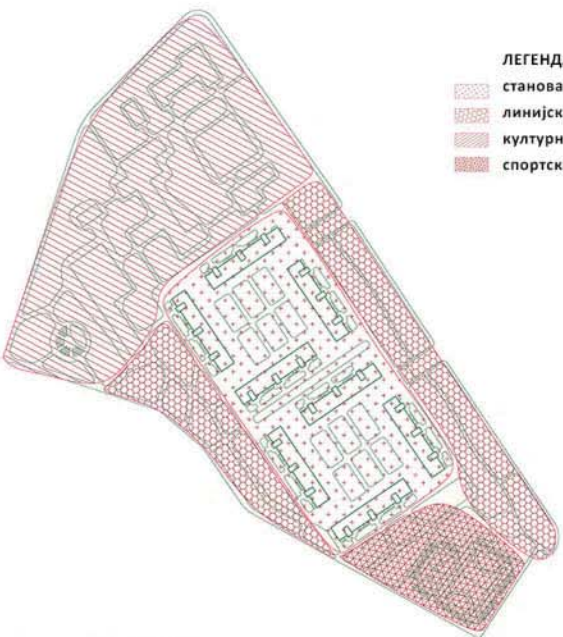 ЛЕГЕНД
станова
линијск
културн
спортск